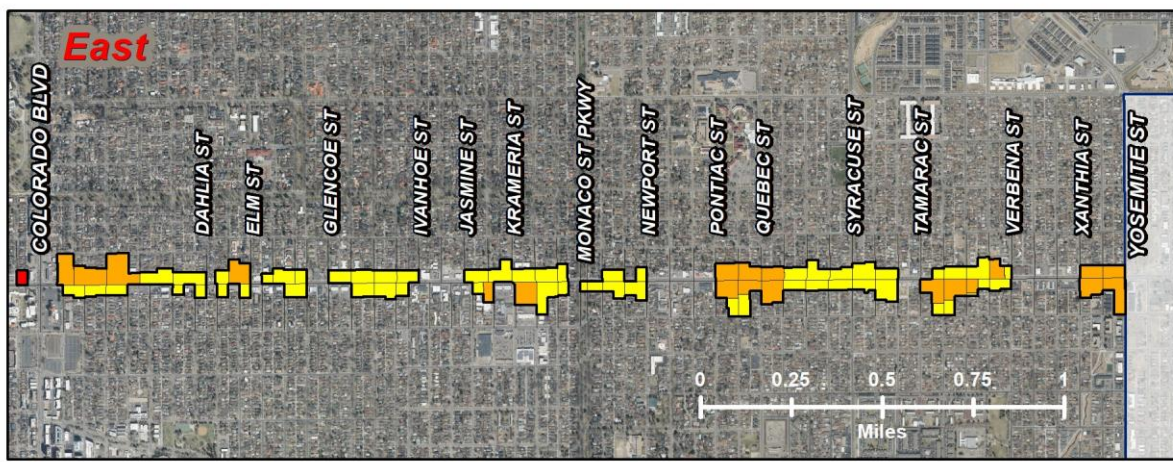 East
COLORADO BLVD
DAHLIA ST
ELM ST
GLENCOE ST
IVANHOE ST
JASMINE ST
KRAMERIA ST
MONACO ST PKWY
NEWPORT ST
PONTIAC ST
QUEBEC ST
SYRACUSE ST
TAMARAC ST
VERBENA ST
XANTHIA ST
YOSEMITE ST
0 0.25 0.5 0.75 1
Miles